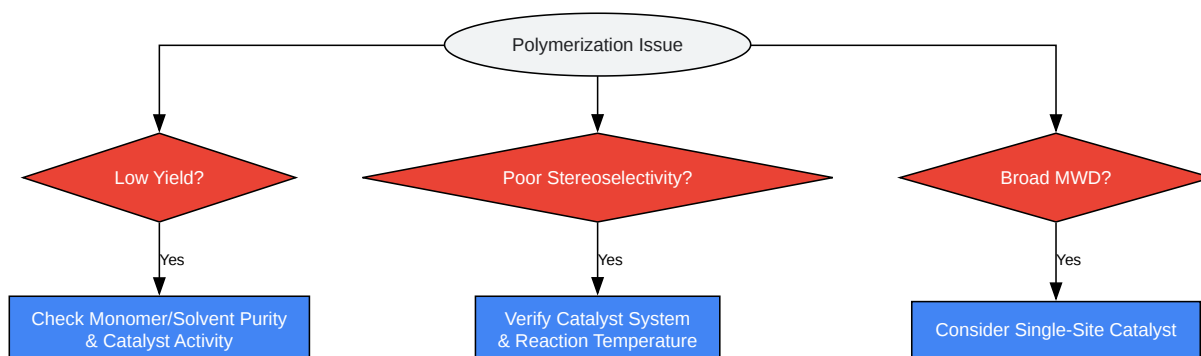 Polymerization Issue
Low Yield?
Poor Stereoselectivity?
Broad MWD?
Yes
Yes
Yes
Check Monomer/Solvent Purity
& Catalyst Activity
Verify Catalyst System
& Reaction Temperature
Consider Single-Site Catalyst